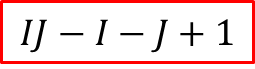 IJ − I − J + 1